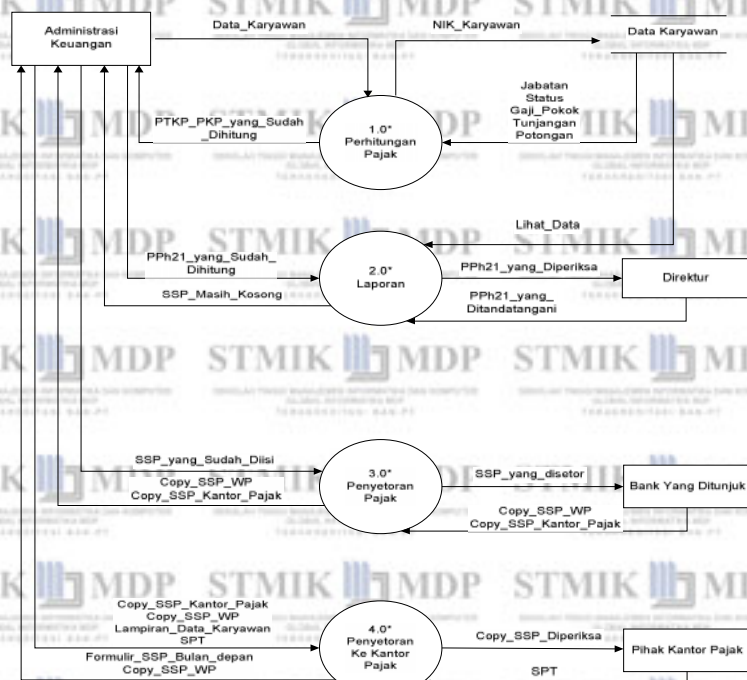 Administrasi
Keuangan
Data_Karyawan
NIK_Karyawan
Data Karyawan
PTKP_PKP_yang_Sudah
_Dihitung
1.0*
Perhitungan
Pajak
Jabatan
Status
Gaji_Pokok
Tunjangan
Potongan
Lihat_Data
PPh21_yang_Sudah_
Dihitung
SSP_Masih_Kosong
2.0*
Laporan
PPh21_yang_Diperiksa
PPh21_yang_
Ditandatangani
Direktur
STMIK MDP STMIK MDP STMIK
SSP_yang_Sudah_Diisi
Copy_SSP_WP
Copy_SSP_Kantor_Pajak
3.0*
Penyetoran
Pajak
SSP_yang_disetor
Copy_SSP_WP
Copy_SSP_Kantor_Pajak
Bank Yang Ditunjuk
Copy_SSP_Kantor_Pajak
Copy_SSP_WP
Lampiran_Data_Karyawan
SPT
Formulir_SSP_Bulan_depan
Copy_SSP_WP
4.0*
Penyetoran
Ke Kantor
Pajak
Copy_SSP_Diperiksa
SPT
Pihak Kantor Pajak